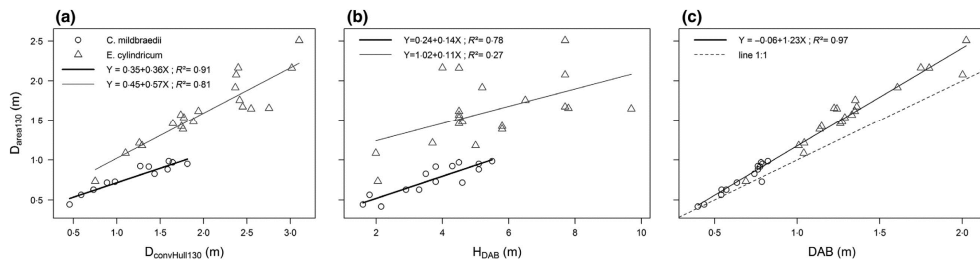 (a)
C. mildbraedii
E. cylindricum
Y = 0·35+0·36X ; R²= 0·91
Y = 0·45+0·57X ; R²= 0·81
2·5
2·0
1·5
1·0
0·5
D_area130 (m)
0·5 1·0 1·5 2·0 2·5 3·0
D_convHull130 (m)
(b)
Y=0·24+0·14X ; R²= 0·78
Y=1·02+0·11X ; R²= 0·27
2 4 6 8 10
H_DAB (m)
(c)
Y = −0·06+1·23X ; R²= 0·97
line 1:1
0·5 1·0 1·5 2·0
DAB (m)